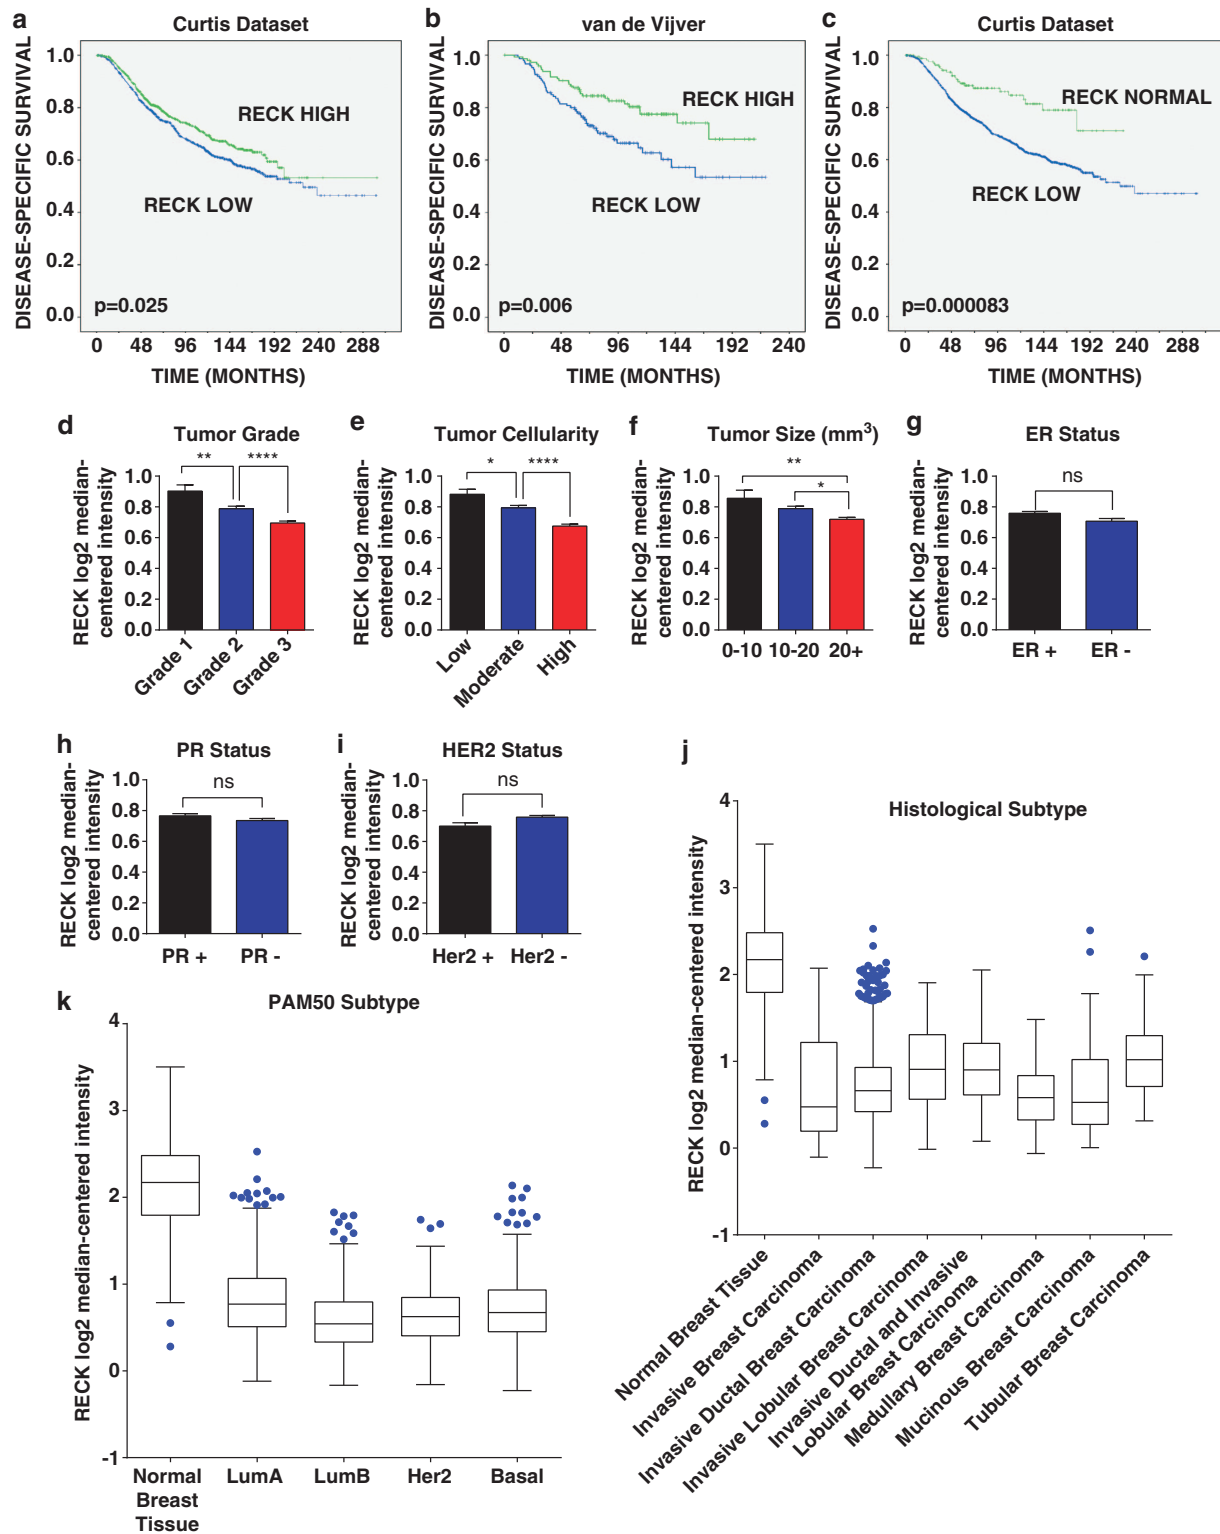 a
Curtis Dataset
DISEASE-SPECIFIC SURVIVAL
1.0
0.8
0.6
0.4
0.2
0.0
RECK HIGH
RECK LOW
p=0.025
0 48 96 144 192 240 288
TIME (MONTHS)
b
van de Vijver
DISEASE-SPECIFIC SURVIVAL
1.0
0.8
0.6
0.4
0.2
0.0
RECK HIGH
RECK LOW
p=0.006
0 48 96 144 192 240
TIME (MONTHS)
c
Curtis Dataset
DISEASE-SPECIFIC SURVIVAL
1.0
0.8
0.6
0.4
0.2
0.0
RECK NORMAL
RECK LOW
p=0.000083
0 48 96 144 192 240 288
TIME (MONTHS)
d
Tumor Grade
RECK log2 median-
centered intensity
** ****
1.0
0.8
0.6
0.4
0.2
0.0
Grade 1
Grade 2
Grade 3
e
Tumor Cellularity
RECK log2 median-
centered intensity
* ****
1.0
0.8
0.6
0.4
0.2
0.0
Low
Moderate
High
f
Tumor Size (mm³)
RECK log2 median-
centered intensity
**
*
1.0
0.8
0.6
0.4
0.2
0.0
0-10 10-20 20+
g
ER Status
RECK log2 median-
centered intensity
ns
1.0
0.8
0.6
0.4
0.2
0.0
ER + ER -
h
PR Status
RECK log2 median-
centered intensity
ns
1.0
0.8
0.6
0.4
0.2
0.0
PR + PR -
i
HER2 Status
RECK log2 median-
centered intensity
ns
1.0
0.8
0.6
0.4
0.2
0.0
Her2 + Her2 -
j
Histological Subtype
RECK log2 median-centered intensity
4
3
2
1
0
-1
Normal Breast Tissue
Invasive Breast Carcinoma
Invasive Ductal Breast Carcinoma
Invasive Lobular Breast Carcinoma
Invasive Ductal and Invasive
Lobular Breast Carcinoma
Medullary Breast Carcinoma
Mucinous Breast Carcinoma
Tubular Breast Carcinoma
k
PAM50 Subtype
RECK log2 median-centered intensity
4
3
2
1
0
-1
Normal
Breast
Tissue
LumA
LumB
Her2
Basal